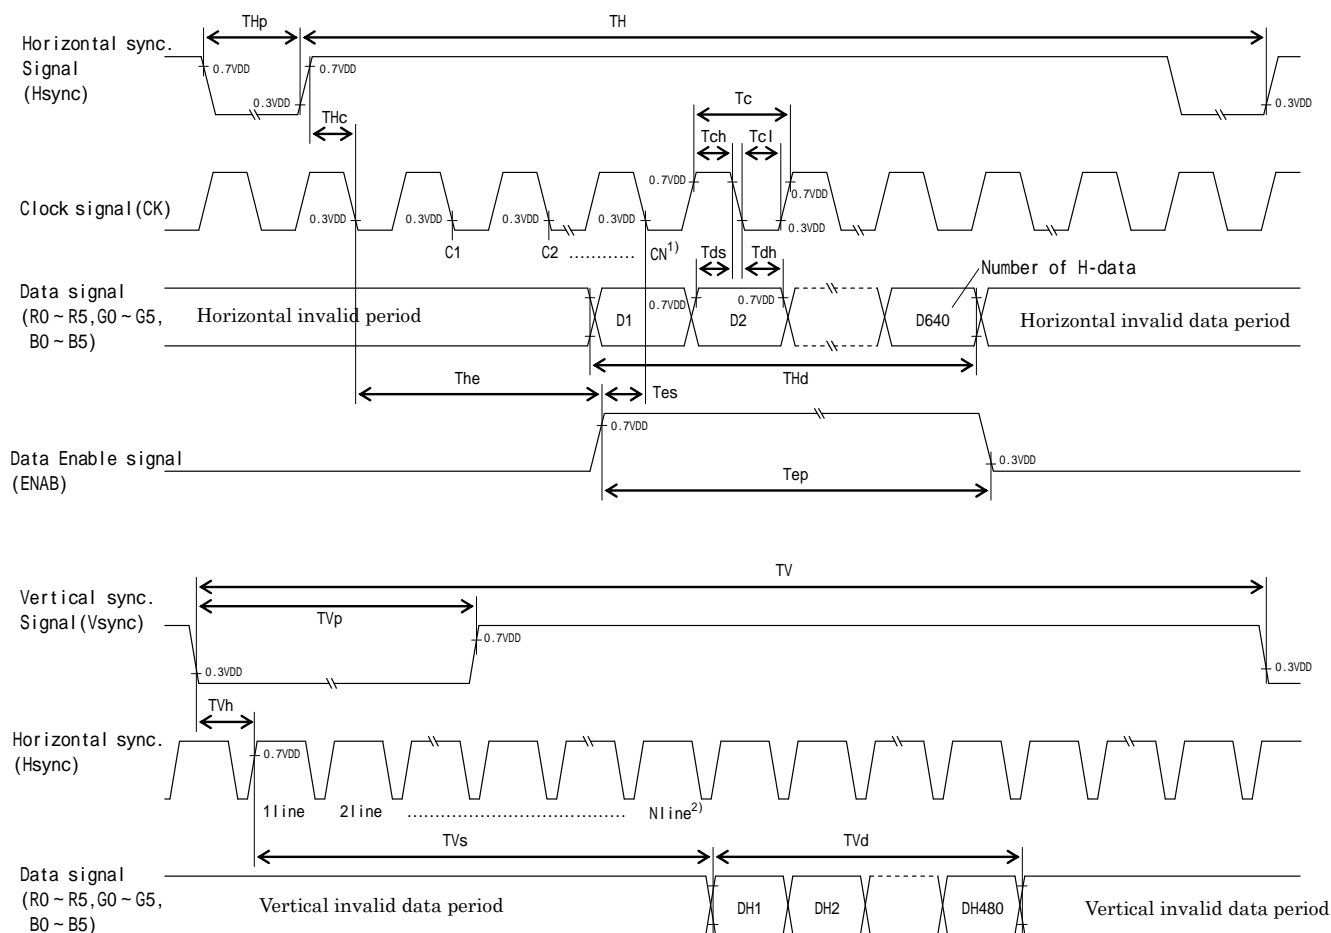 THp
TH
Horizontal sync.
Signal
(Hsync)
0.7VDD
0.7VDD
0.3VDD
0.3VDD
THc
Tc
Tch
Tcl
Clock signal(CK)
0.3VDD
0.3VDD
0.3VDD
0.3VDD
0.7VDD
0.7VDD
0.3VDD
C1
C2
............
CN1)
Tds
Tdh
Number of H-data
Data signal
(R0~R5,G0~G5,
B0~B5)
Horizontal invalid period
D1
0.7VDD
D2
0.7VDD
D640
Horizontal invalid data period
THd
The
Tes
0.7VDD
Data Enable signal
(ENAB)
0.3VDD
Tep
TV
Vertical sync.
Signal(Vsync)
TVp
0.7VDD
0.3VDD
0.3VDD
TVh
Horizontal sync.
(Hsync)
0.7VDD
1line
2line
......................................
Nline2)
TVs
TVd
Data signal
(R0~R5,G0~G5,
B0~B5)
Vertical invalid data period
DH1
DH2
DH480
Vertical invalid data period